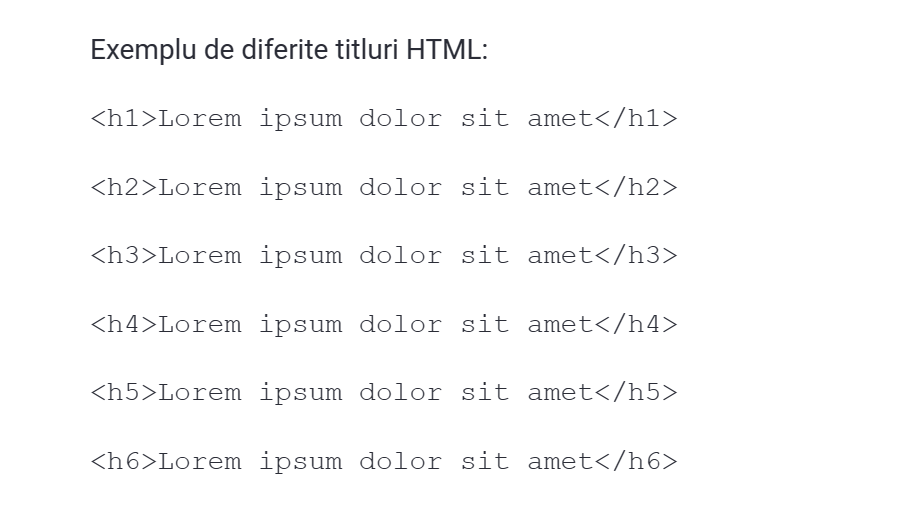 Exemplu de diferite titluri HTML:
<h1>Lorem ipsum dolor sit amet</h1>
<h2>Lorem ipsum dolor sit amet</h2>
<h3>Lorem ipsum dolor sit amet</h3>
<h4>Lorem ipsum dolor sit amet</h4>
<h5>Lorem ipsum dolor sit amet</h5>
<h6>Lorem ipsum dolor sit amet</h6>